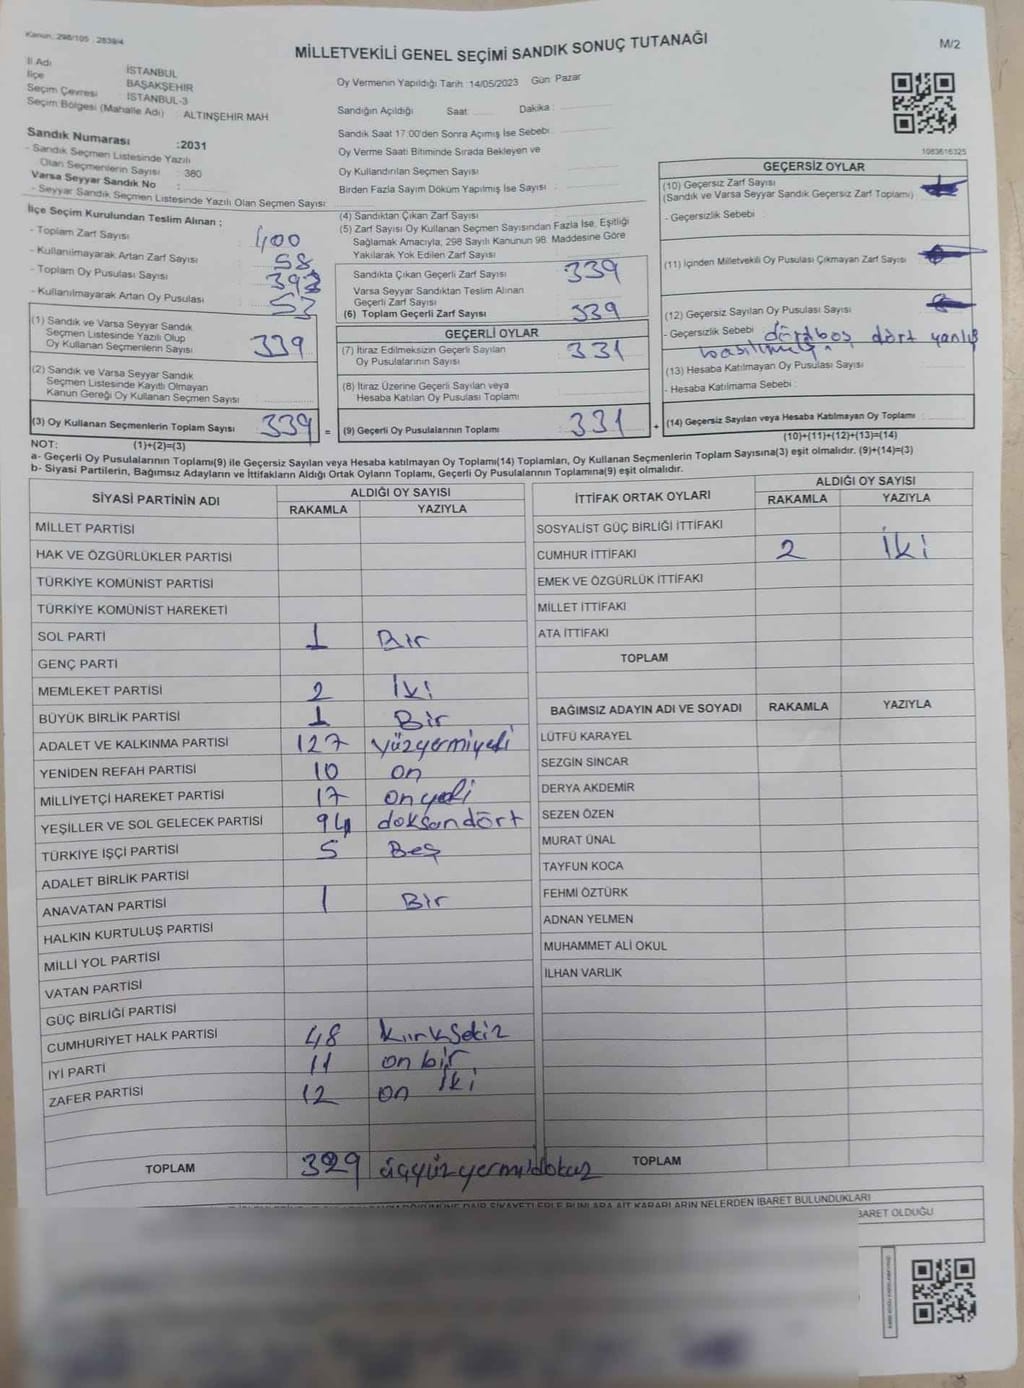 Kanun: 298/105 : 2839/4
MİLLETVEKİLİ GENEL SEÇİMİ SANDIK SONUÇ TUTANAĞI
M/2
İl Adı İSTANBUL
İlçe BAŞAKŞEHİR
Seçim Çevresi İSTANBUL-3
Seçim Bölgesi (Mahalle Adı) ALTINŞEHİR MAH
Sandık Numarası :2031
- Sandık Seçmen Listesinde Yazılı
Olan Seçmenlerin Sayısı : 380
Varsa Seyyar Sandık No :
- Seyyar Sandık Seçmen Listesinde Yazılı Olan Seçmen Sayısı:
Oy Vermenin Yapıldığı Tarih :14/05/2023 Gün: Pazar
Sandığın Açıldığı Saat: Dakika:
Sandık Saat 17:00'den Sonra Açımış İse Sebebi:
Oy Verme Saati Bitiminde Sırada Bekleyen ve
Oy Kullandırılan Seçmen Sayısı:
Birden Fazla Sayım Döküm Yapılmış İse Sayısı :
1083616325
İlçe Seçim Kurulundan Teslim Alınan ;
- Toplam Zarf Sayısı 400
- Kullanılmayarak Artan Zarf Sayısı 58
- Toplam Oy Pusulası Sayısı
- Kullanılmayarak Artan Oy Pusulası 53
(1) Sandık ve Varsa Seyyar Sandık
Seçmen Listesinde Yazılı Olup
Oy Kullanan Seçmenlerin Sayısı 339
(2) Sandık ve Varsa Seyyar Sandık
Seçmen Listesinde Kayıtlı Olmayan
Kanun Gereği Oy Kullanan Seçmen Sayısı :
(3) Oy Kullanan Seçmenlerin Toplam Sayısı 339 =
(4) Sandıktan Çıkan Zarf Sayısı
(5) Zarf Sayısı Oy Kullanan Seçmen Sayısından Fazla İse, Eşitliği
Sağlamak Amacıyla, 298 Sayılı Kanunun 98. Maddesine Göre
Yakılarak Yok Edilen Zarf Sayısı
Sandıkta Çıkan Geçerli Zarf Sayısı 339
Varsa Seyyar Sandıktan Teslim Alınan
Geçerli Zarf Sayısı
(6) Toplam Geçerli Zarf Sayısı 339
GEÇERLİ OYLAR
(7) İtiraz Edilmeksizin Geçerli Sayılan
Oy Pusulalarının Sayısı 331
(8) İtiraz Üzerine Geçerli Sayılan veya
Hesaba Katılan Oy Pusulası Toplamı
(9) Geçerli Oy Pusulalarının Toplamı 331 +
GEÇERSİZ OYLAR
(10) Geçersiz Zarf Sayısı
(Sandık ve Varsa Seyyar Sandık Geçersiz Zarf Toplamı)
- Geçersizlik Sebebi :
(11) İçinden Milletvekili Oy Pusulası Çıkmayan Zarf Sayısı
(12) Geçersiz Sayılan Oy Pusulası Sayısı
- Geçersizlik Sebebi boş, dört yanlış
(13) Hesaba Katılmayan Oy Pusulası Sayısı
- Hesaba Katılmama Sebebi :
(14) Geçersiz Sayılan veya Hesaba Katılmayan Oy Toplamı
(10)+(11)+(12)+(13)=(14)
NOT: (1)+(2)=(3)
a- Geçerli Oy Pusulalarının Toplamı(9) ile Geçersiz Sayılan veya Hesaba katılmayan Oy Toplamı(14) Toplamları, Oy Kullanan Seçmenlerin Toplam Sayısına(3) eşit olmalıdır. (9)+(14)=(3)
b- Siyasi Partilerin, Bağımsız Adayların ve İttifakların Aldığı Ortak Oyların Toplamı, Geçerli Oy Pusulalarının Toplamına(9) eşit olmalıdır.
SİYASİ PARTİNİN ADI ALDIĞI OY SAYISI
RAKAMLA YAZIYLA
MİLLET PARTİSİ
HAK VE ÖZGÜRLÜKLER PARTİSİ
TÜRKİYE KOMÜNİST PARTİSİ
TÜRKİYE KOMÜNİST HAREKETİ
SOL PARTİ 1 Bir
GENÇ PARTİ
MEMLEKET PARTİSİ 2 İki
BÜYÜK BİRLİK PARTİSİ 1 Bir
ADALET VE KALKINMA PARTİSİ 127 yüzyermiyedi
YENİDEN REFAH PARTİSİ 10 on
MİLLİYETÇİ HAREKET PARTİSİ 17 onyedi
YEŞİLLER VE SOL GELECEK PARTİSİ 94 doksandört
TÜRKİYE İŞÇİ PARTİSİ 5 Beş
ADALET BİRLİK PARTİSİ
ANAVATAN PARTİSİ 1 Bir
HALKIN KURTULUŞ PARTİSİ
MİLLİ YOL PARTİSİ
VATAN PARTİSİ
GÜÇ BİRLİĞİ PARTİSİ
CUMHURİYET HALK PARTİSİ 48 kırksekiz
İYİ PARTİ 11 on bir
ZAFER PARTİSİ 12 on İki
TOPLAM 329 üçyüzyermidokuz
İTTİFAK ORTAK OYLARI ALDIĞI OY SAYISI
RAKAMLA YAZIYLA
SOSYALİST GÜÇ BİRLİĞİ İTTİFAKI
CUMHUR İTTİFAKI 2 İki
EMEK VE ÖZGÜRLÜK İTTİFAKI
MİLLET İTTİFAKI
ATA İTTİFAKI
TOPLAM
BAĞIMSIZ ADAYIN ADI VE SOYADI RAKAMLA YAZIYLA
LÜTFÜ KARAYEL
SEZGİN SİNCAR
DERYA AKDEMİR
SEZEN ÖZEN
MURAT ÜNAL
TAYFUN KOCA
FEHMİ ÖZTÜRK
ADNAN YELMEN
MUHAMMET ALİ OKUL
İLHAN VARLIK
TOPLAM
DAİR ŞİKAYETLERLE BUNLARA AİT KARARLARIN NELERDEN İBARET BULUNDUKLARI
BARET OLDUĞU